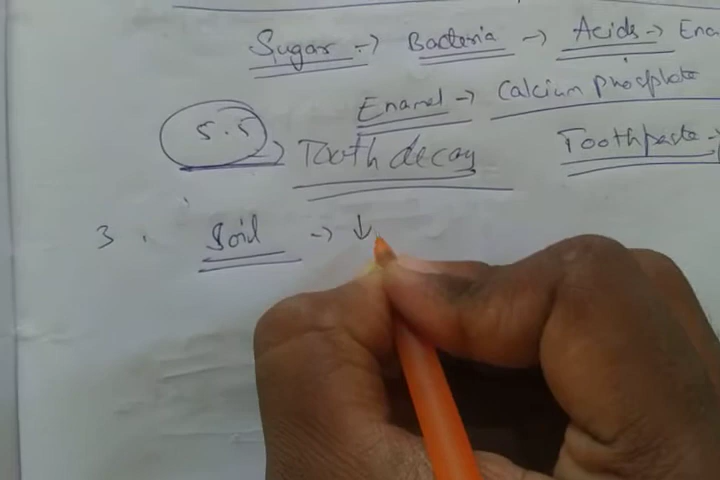 Sugar → Bacteria → Acids → Ena
Enamel → Calcium phosphate
5.5 → Tooth decay Toothpaste →
3. Soil → ↓